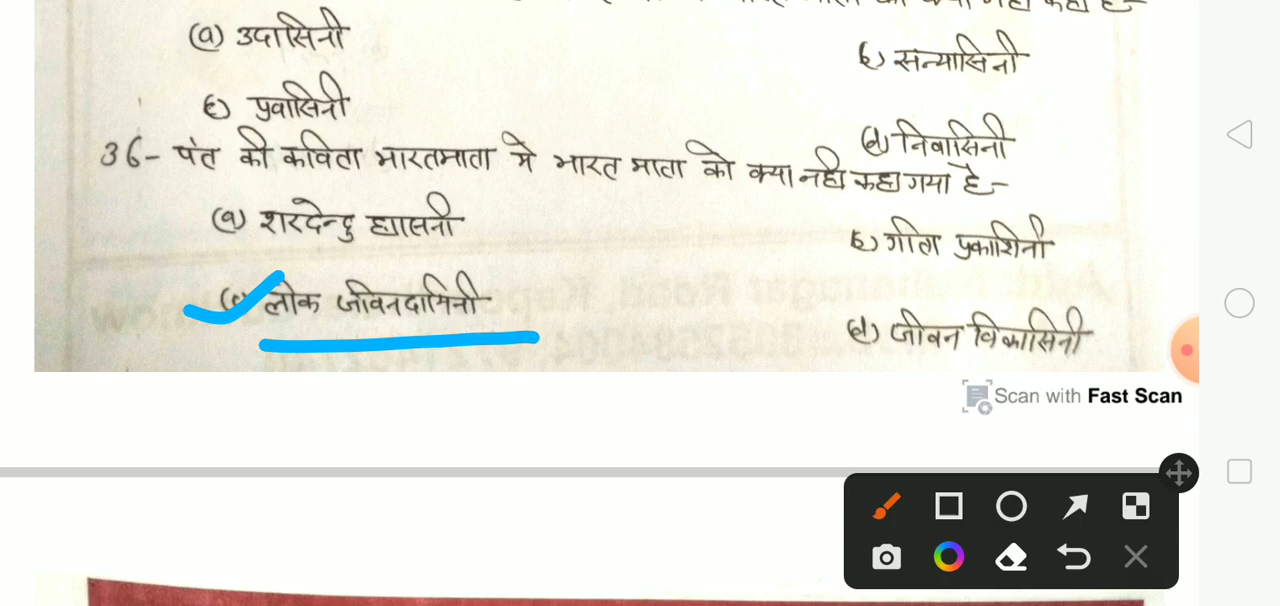 (a) उदासिनी
b) सन्यासिनी
c) प्रवासिनी
(d) निवासिनी
36- पंत की कविता भारतमाता मे भारत माता को क्या नही कहा गया है-
(a) शरदेन्दु हासिनी
b) गीता प्रकाशिनी
(c) लोक जीवनदायिनी
(d) जीवन विकासिनी
Scan with Fast Scan